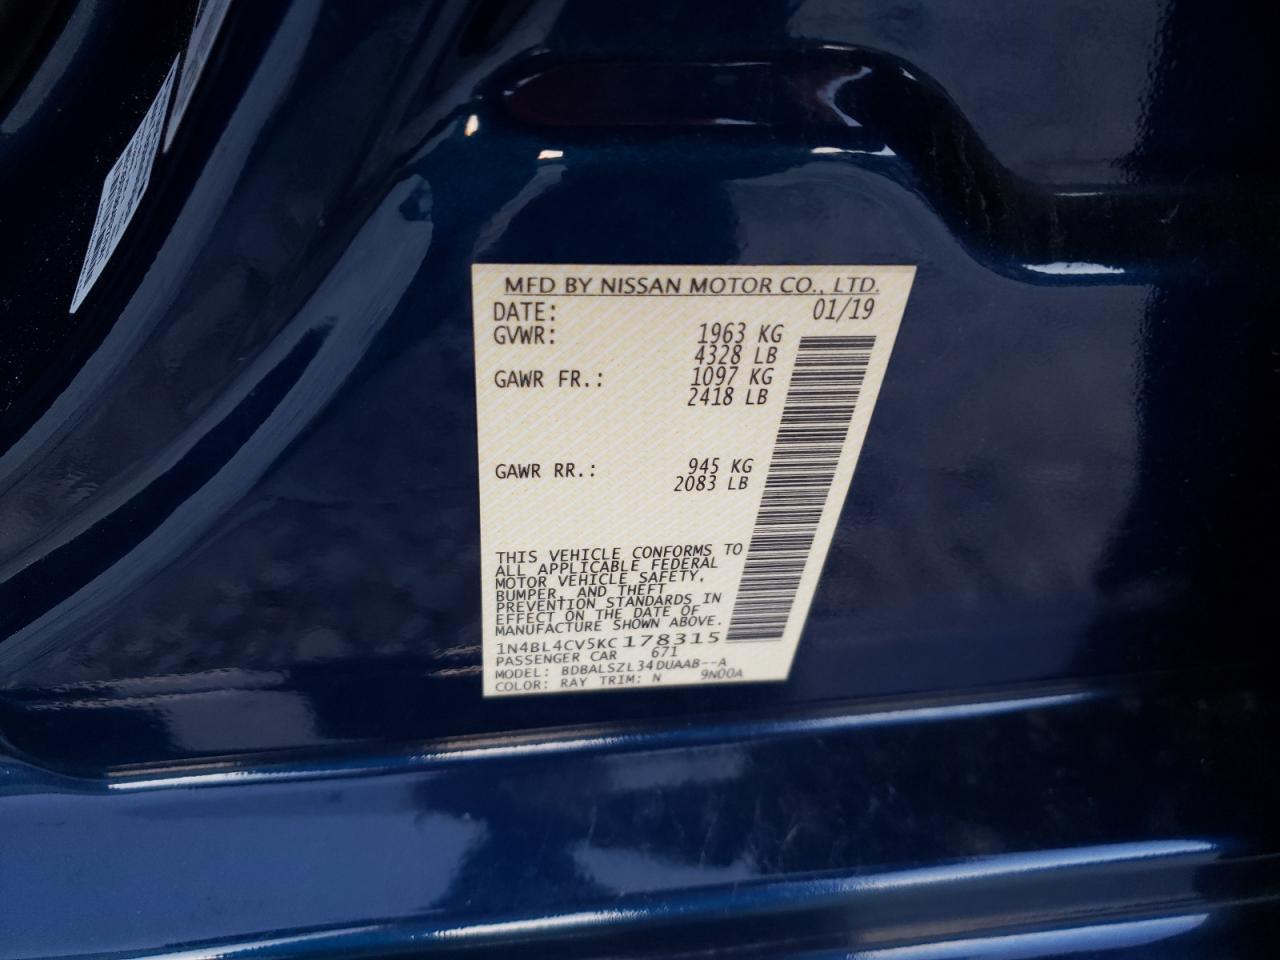 MFD BY NISSAN MOTOR CO., LTD.
DATE: 01/19
GVWR: 1963 KG
4328 LB
GAWR FR.: 1097 KG
2418 LB
GAWR RR.: 945 KG
2083 LB
THIS VEHICLE CONFORMS TO
ALL APPLICABLE FEDERAL
MOTOR VEHICLE SAFETY,
BUMPER, AND THEFT
PREVENTION STANDARDS IN
EFFECT ON THE DATE OF
MANUFACTURE SHOWN ABOVE.
1N4BL4CV5KC178315
PASSENGER CAR 671
MODEL: BDBALSZL34DUAAB--A
COLOR: RAY TRIM: N 9N00A